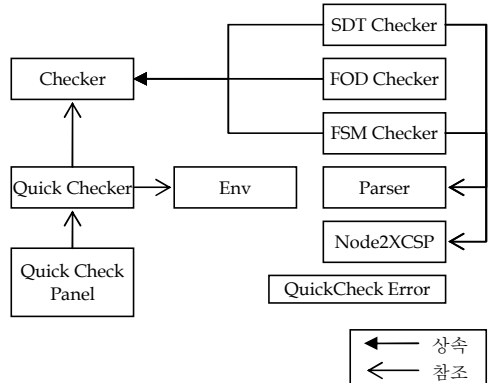 SDT Checker
Checker
FOD Checker
FSM Checker
Quick Checker
Env
Parser
Node2XCSP
Quick Check
Panel
QuickCheck Error
상속
참조